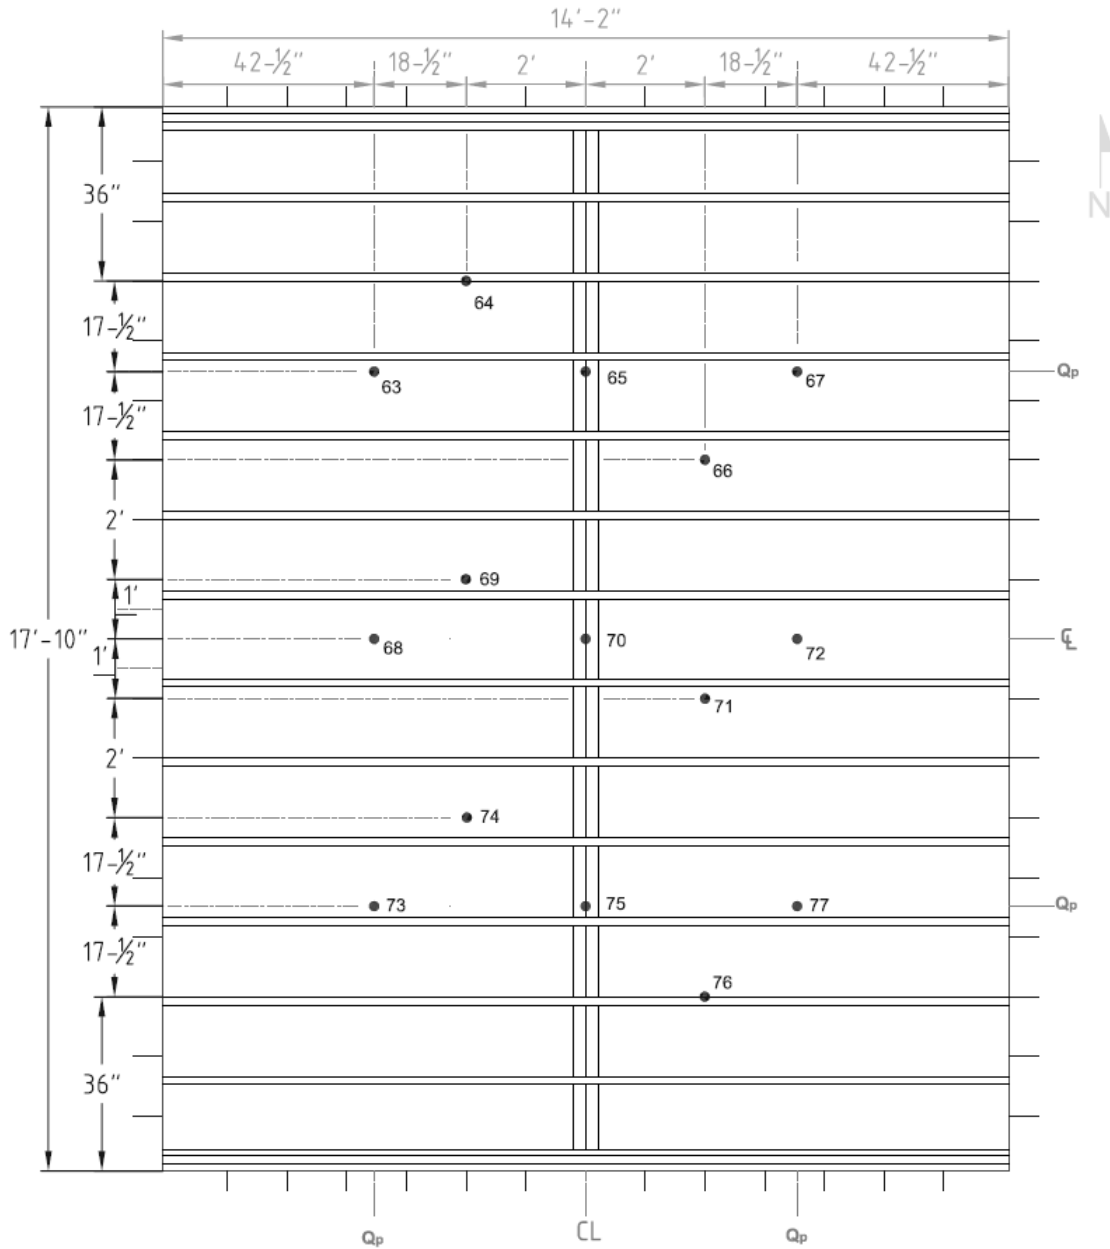 14'-2"
42-½" 18-½" 2' 2' 18-½" 42-½"
36"
N
64
17-½"
63 65 67 Qp
17-½"
66
2'
69
1'
17'-10" 68 70 72 ℄
1'
71
2'
74
17-½"
73 75 77 Qp
17-½"
76
36"
Qp CL Qp